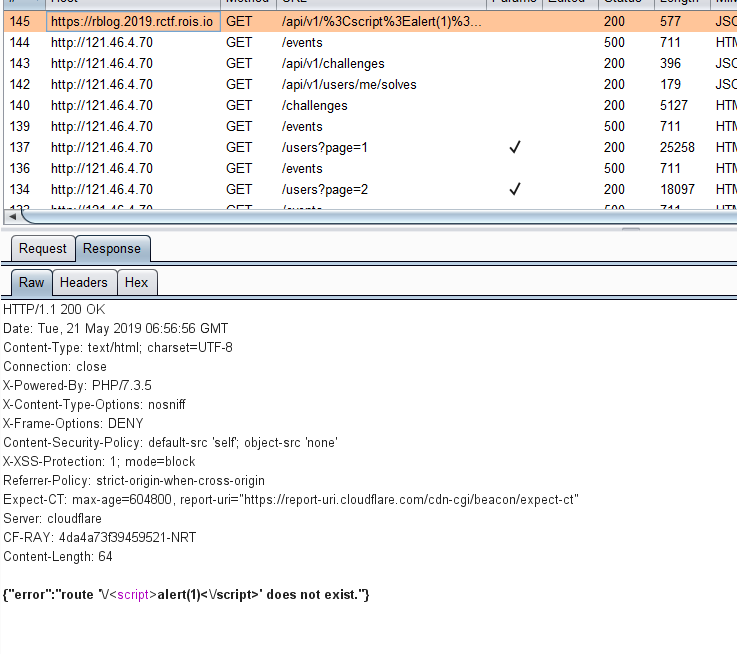 145 https://rblog.2019.rctf.rois.io GET /api/v1/%3Cscript%3Ealert(1)%3... 200 577 JSC
144 http://121.46.4.70 GET /events 500 711 HTM
143 http://121.46.4.70 GET /api/v1/challenges 200 396 JSC
142 http://121.46.4.70 GET /api/v1/users/me/solves 200 179 JSC
140 http://121.46.4.70 GET /challenges 200 5127 HTM
139 http://121.46.4.70 GET /events 500 711 HTM
137 http://121.46.4.70 GET /users?page=1 ✓ 200 25258 HTM
136 http://121.46.4.70 GET /events 500 711 HTM
134 http://121.46.4.70 GET /users?page=2 ✓ 200 18097 HTM
Request Response
Raw Headers Hex
HTTP/1.1 200 OK
Date: Tue, 21 May 2019 06:56:56 GMT
Content-Type: text/html; charset=UTF-8
Connection: close
X-Powered-By: PHP/7.3.5
X-Content-Type-Options: nosniff
X-Frame-Options: DENY
Content-Security-Policy: default-src 'self'; object-src 'none'
X-XSS-Protection: 1; mode=block
Referrer-Policy: strict-origin-when-cross-origin
Expect-CT: max-age=604800, report-uri="https://report-uri.cloudflare.com/cdn-cgi/beacon/expect-ct"
Server: cloudflare
CF-RAY: 4da4a73f39459521-NRT
Content-Length: 64
{"error":"route '\/<script>alert(1)<\/script>' does not exist."}